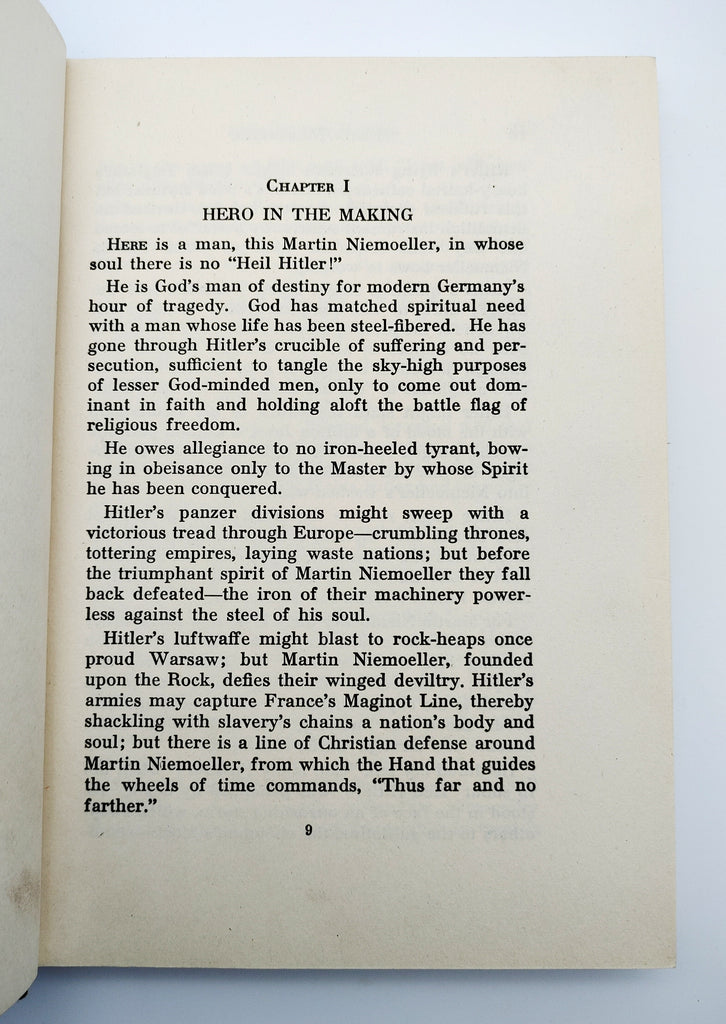 CHAPTER I
HERO IN THE MAKING
HERE is a man, this Martin Niemoeller, in whose
soul there is no “Heil Hitler!”
He is God’s man of destiny for modern Germany’s
hour of tragedy. God has matched spiritual need
with a man whose life has been steel-fibered. He has
gone through Hitler’s crucible of suffering and per-
secution, sufficient to tangle the sky-high purposes
of lesser God-minded men, only to come out dom-
inant in faith and holding aloft the battle flag of
religious freedom.
He owes allegiance to no iron-heeled tyrant, bow-
ing in obeisance only to the Master by whose Spirit
he has been conquered.
Hitler’s panzer divisions might sweep with a
victorious tread through Europe—crumbling thrones,
tottering empires, laying waste nations; but before
the triumphant spirit of Martin Niemoeller they fall
back defeated—the iron of their machinery power-
less against the steel of his soul.
Hitler’s luftwaffe might blast to rock-heaps once
proud Warsaw; but Martin Niemoeller, founded
upon the Rock, defies their winged deviltry. Hitler’s
armies may capture France’s Maginot Line, thereby
shackling with slavery’s chains a nation’s body and
soul; but there is a line of Christian defense around
Martin Niemoeller, from which the Hand that guides
the wheels of time commands, “Thus far and no
farther.”
9